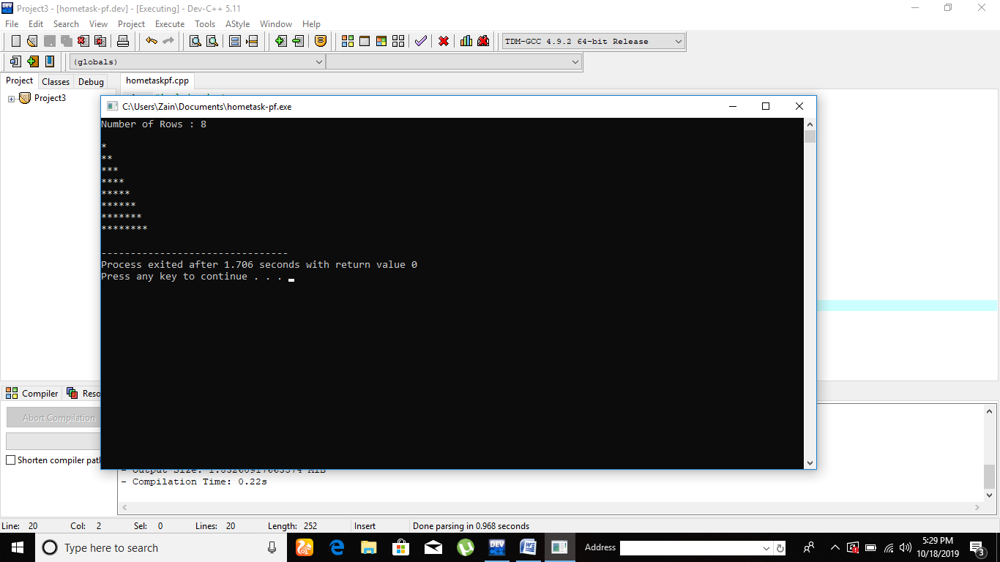 Project3 - [hometask-pf.dev] - [Executing] - Dev-C++ 5.11
File Edit Search View Project Execute Tools AStyle Window Help
TDM-GCC 4.9.2 64-bit Release
(globals)
Project Classes Debug hometaskpf.cpp
Project3
C:\Users\Zain\Documents\hometask-pf.exe
Number of Rows : 8
*
**
***
****
*****
******
*******
********
--------------------------------
Process exited after 1.706 seconds with return value 0
Press any key to continue . . .
Compiler Reso
Abort Compilation
Shorten compiler path
- Output Size:
- Compilation Time: 0.22s
Line: 20 Col: 2 Sel: 0 Lines: 20 Length: 252 Insert Done parsing in 0.968 seconds
Type here to search
DEV
Address
5:29 PM
10/18/2019
3